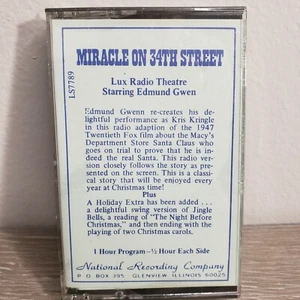 MIRACLE ON 34TH STREET
Lux Radio Theatre
Starring Edmund Gwen
LS7789
Edmund Gwenn re-creates his de-
lightful performance as Kris Kringle
in this radio adaption of the 1947
Twentieth Fox film about the Macy's
Department Store Santa Claus who
goes on trial to prove that he is in-
deed the real Santa. This radio ver-
sion closely follows the story as pre-
sented on the screen. This is a classi-
cal story that will be enjoyed every
year at Christmas time!
Plus
A Holiday Extra has been added . . .
a delightful swing version of Jingle
Bells, a reading of "The Night Before
Christmas," and then ending with the
playing of two Christmas carols.
1 Hour Program–½ Hour Each Side
National Recording Company
P.O. BOX 395 GLENVIEW, ILLINOIS 60025